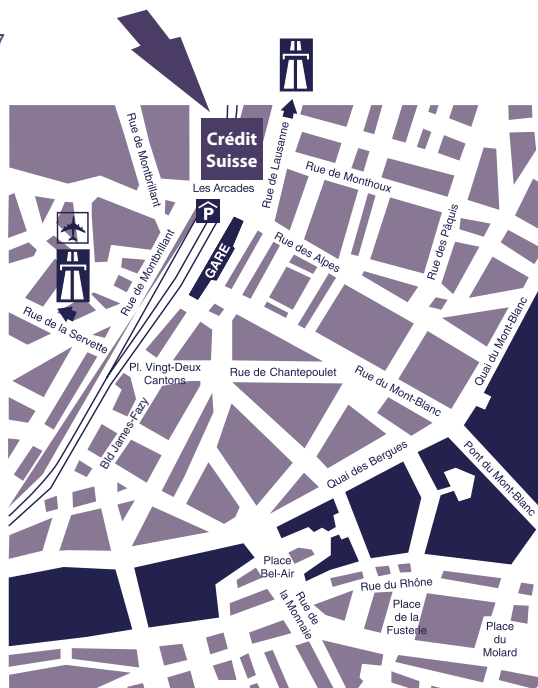 7
Crédit
Suisse
Les Arcades
P
GARE
Rue de Montbrillant
Rue de Lausanne
Rue de Monthoux
Rue de Montbrillant
Rue des Alpes
Rue des Pâquis
Rue de la Servette
Quai du Mont-Blanc
Pl. Vingt-Deux
Cantons
Rue de Chantepoulet
Rue du Mont-Blanc
Bld James-Fazy
Quai des Bergues
Pont du Mont-Blanc
Place
Bel-Air
Rue de
la Monnaie
Rue du Rhône
Place
de la
Fusterie
Place
du
Molard